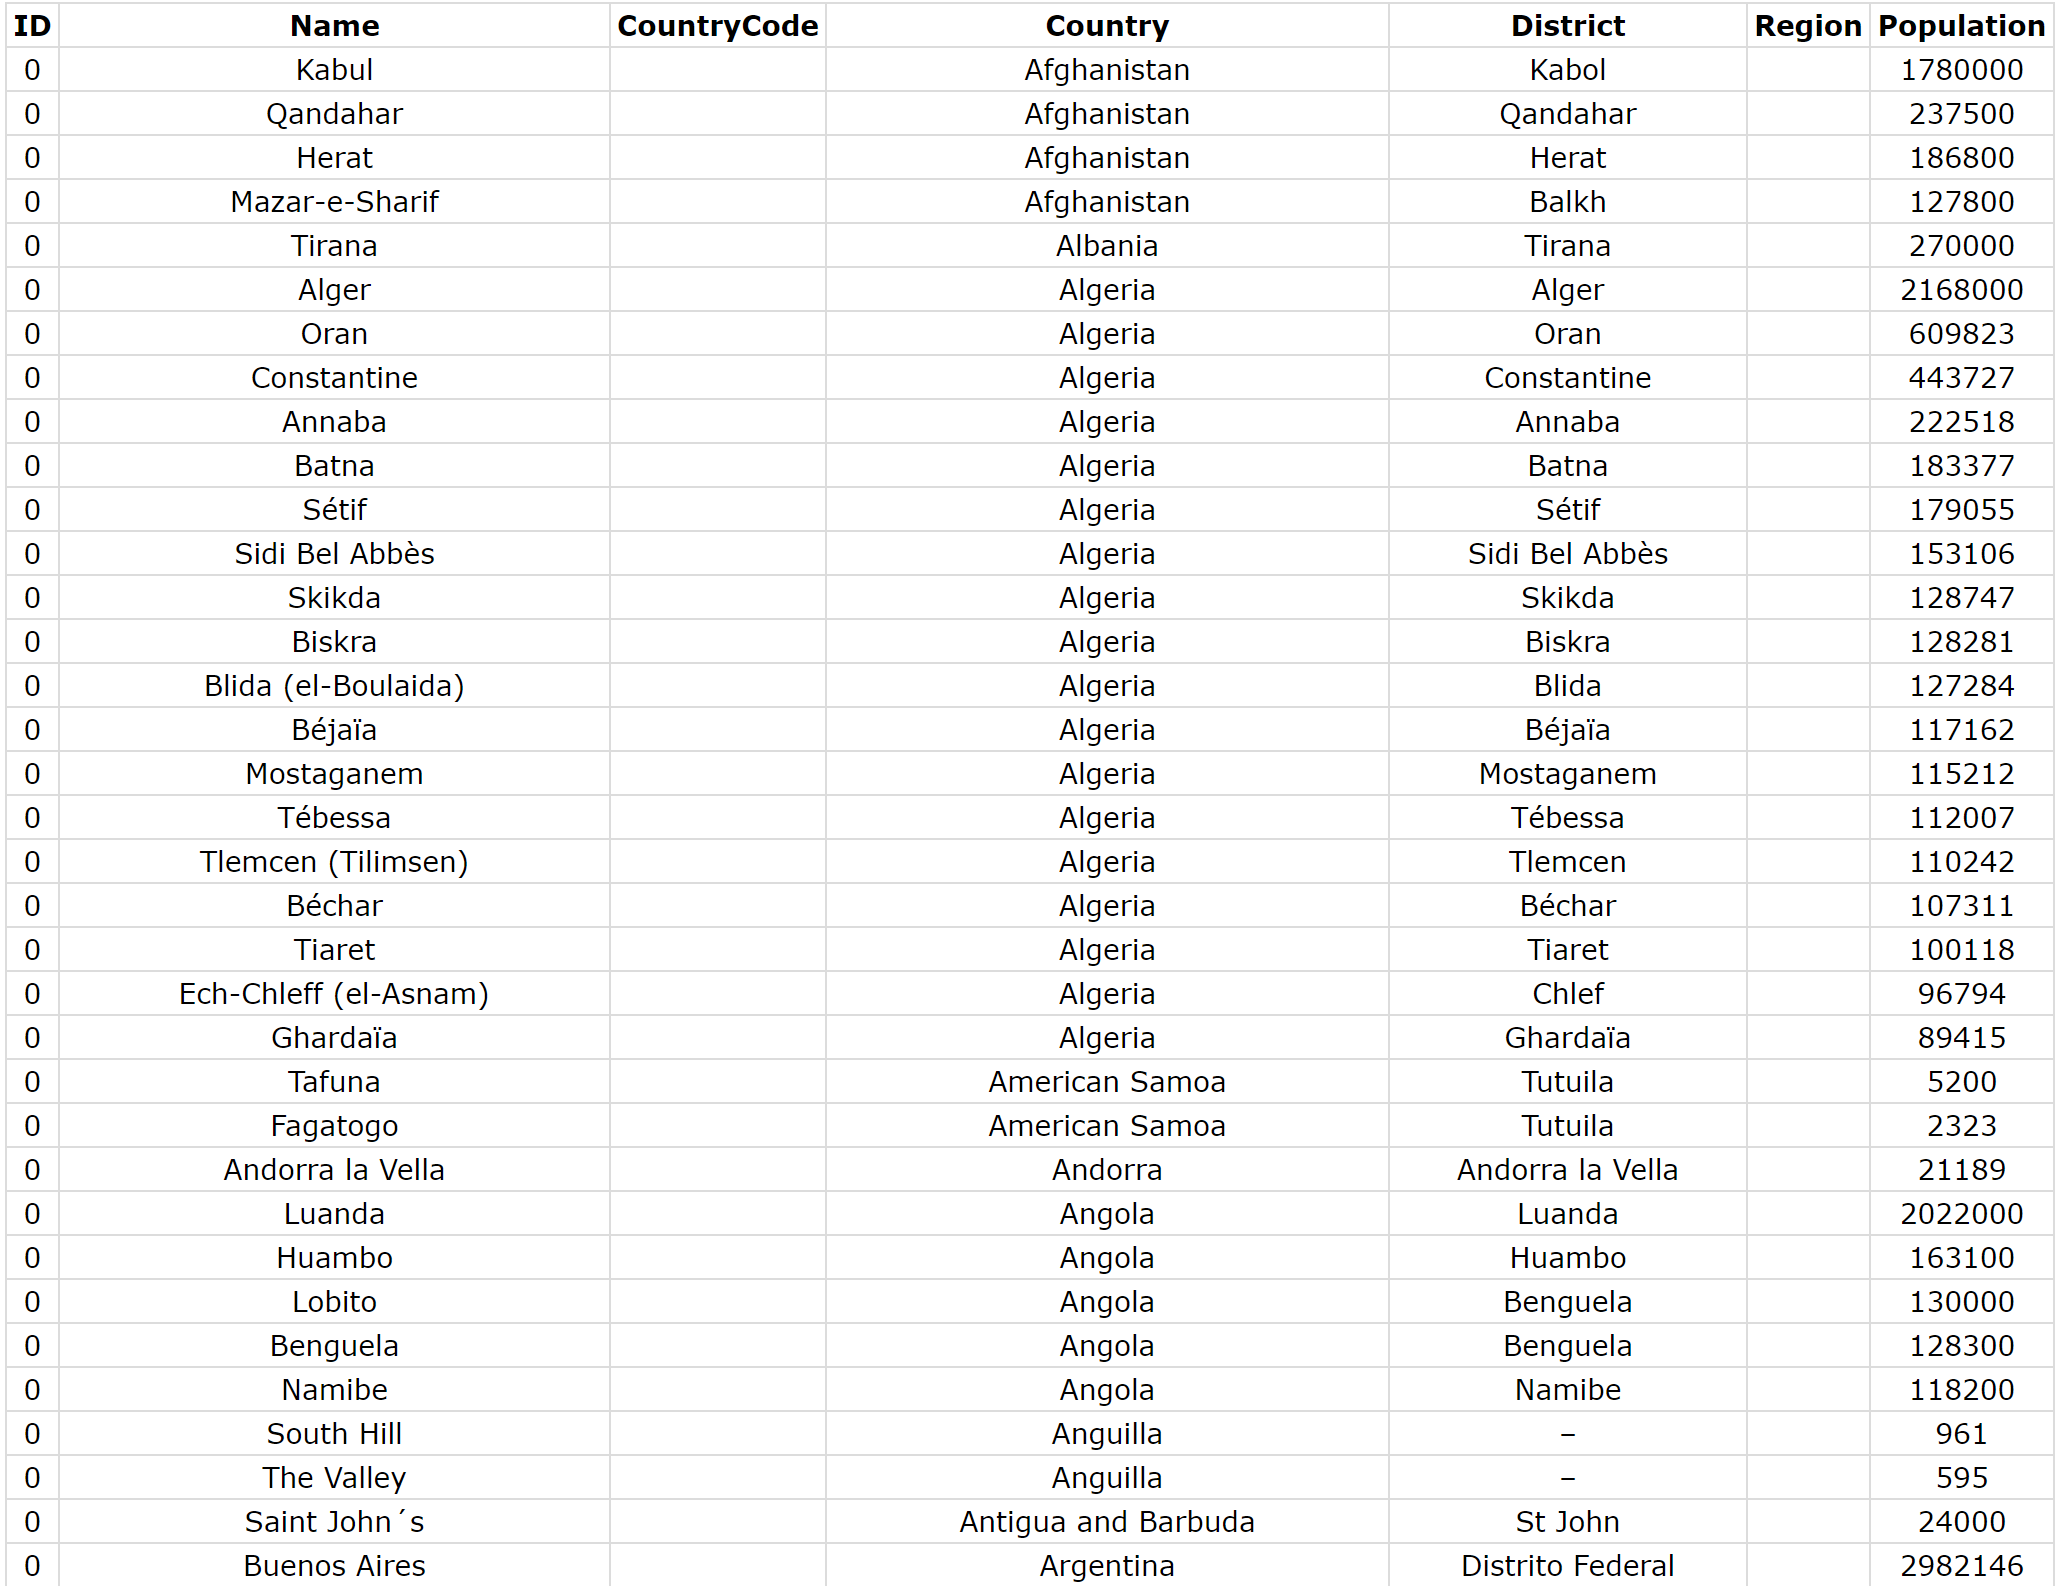 ID Name CountryCode Country District Region Population
0 Kabul Afghanistan Kabol 1780000
0 Qandahar Afghanistan Qandahar 237500
0 Herat Afghanistan Herat 186800
0 Mazar-e-Sharif Afghanistan Balkh 127800
0 Tirana Albania Tirana 270000
0 Alger Algeria Alger 2168000
0 Oran Algeria Oran 609823
0 Constantine Algeria Constantine 443727
0 Annaba Algeria Annaba 222518
0 Batna Algeria Batna 183377
0 Sétif Algeria Sétif 179055
0 Sidi Bel Abbès Algeria Sidi Bel Abbès 153106
0 Skikda Algeria Skikda 128747
0 Biskra Algeria Biskra 128281
0 Blida (el-Boulaida) Algeria Blida 127284
0 Béjaïa Algeria Béjaïa 117162
0 Mostaganem Algeria Mostaganem 115212
0 Tébessa Algeria Tébessa 112007
0 Tlemcen (Tilimsen) Algeria Tlemcen 110242
0 Béchar Algeria Béchar 107311
0 Tiaret Algeria Tiaret 100118
0 Ech-Chleff (el-Asnam) Algeria Chlef 96794
0 Ghardaïa Algeria Ghardaïa 89415
0 Tafuna American Samoa Tutuila 5200
0 Fagatogo American Samoa Tutuila 2323
0 Andorra la Vella Andorra Andorra la Vella 21189
0 Luanda Angola Luanda 2022000
0 Huambo Angola Huambo 163100
0 Lobito Angola Benguela 130000
0 Benguela Angola Benguela 128300
0 Namibe Angola Namibe 118200
0 South Hill Anguilla – 961
0 The Valley Anguilla – 595
0 Saint John´s Antigua and Barbuda St John 24000
0 Buenos Aires Argentina Distrito Federal 2982146